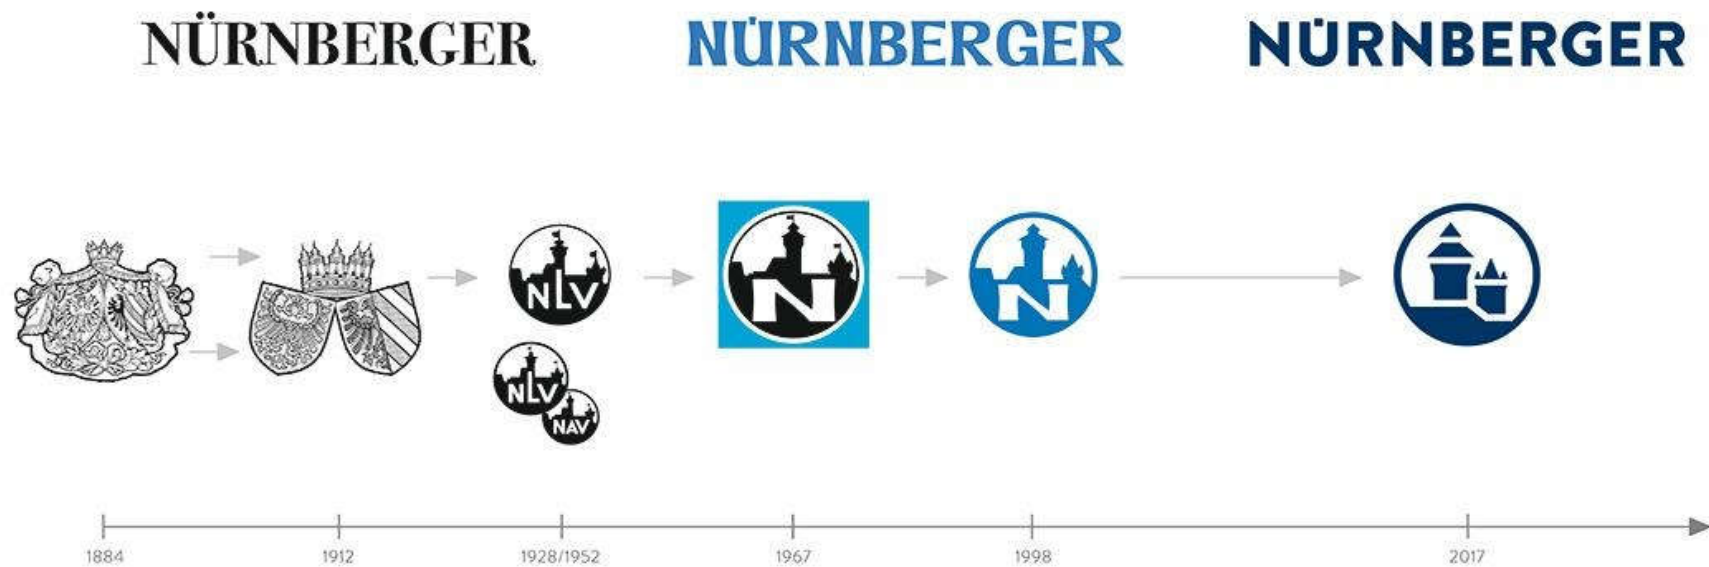 NÜRNBERGER NÜRNBERGER NÜRNBERGER
NLV N N
NLV
NAV
1884 1912 1928/1952 1967 1998 2017